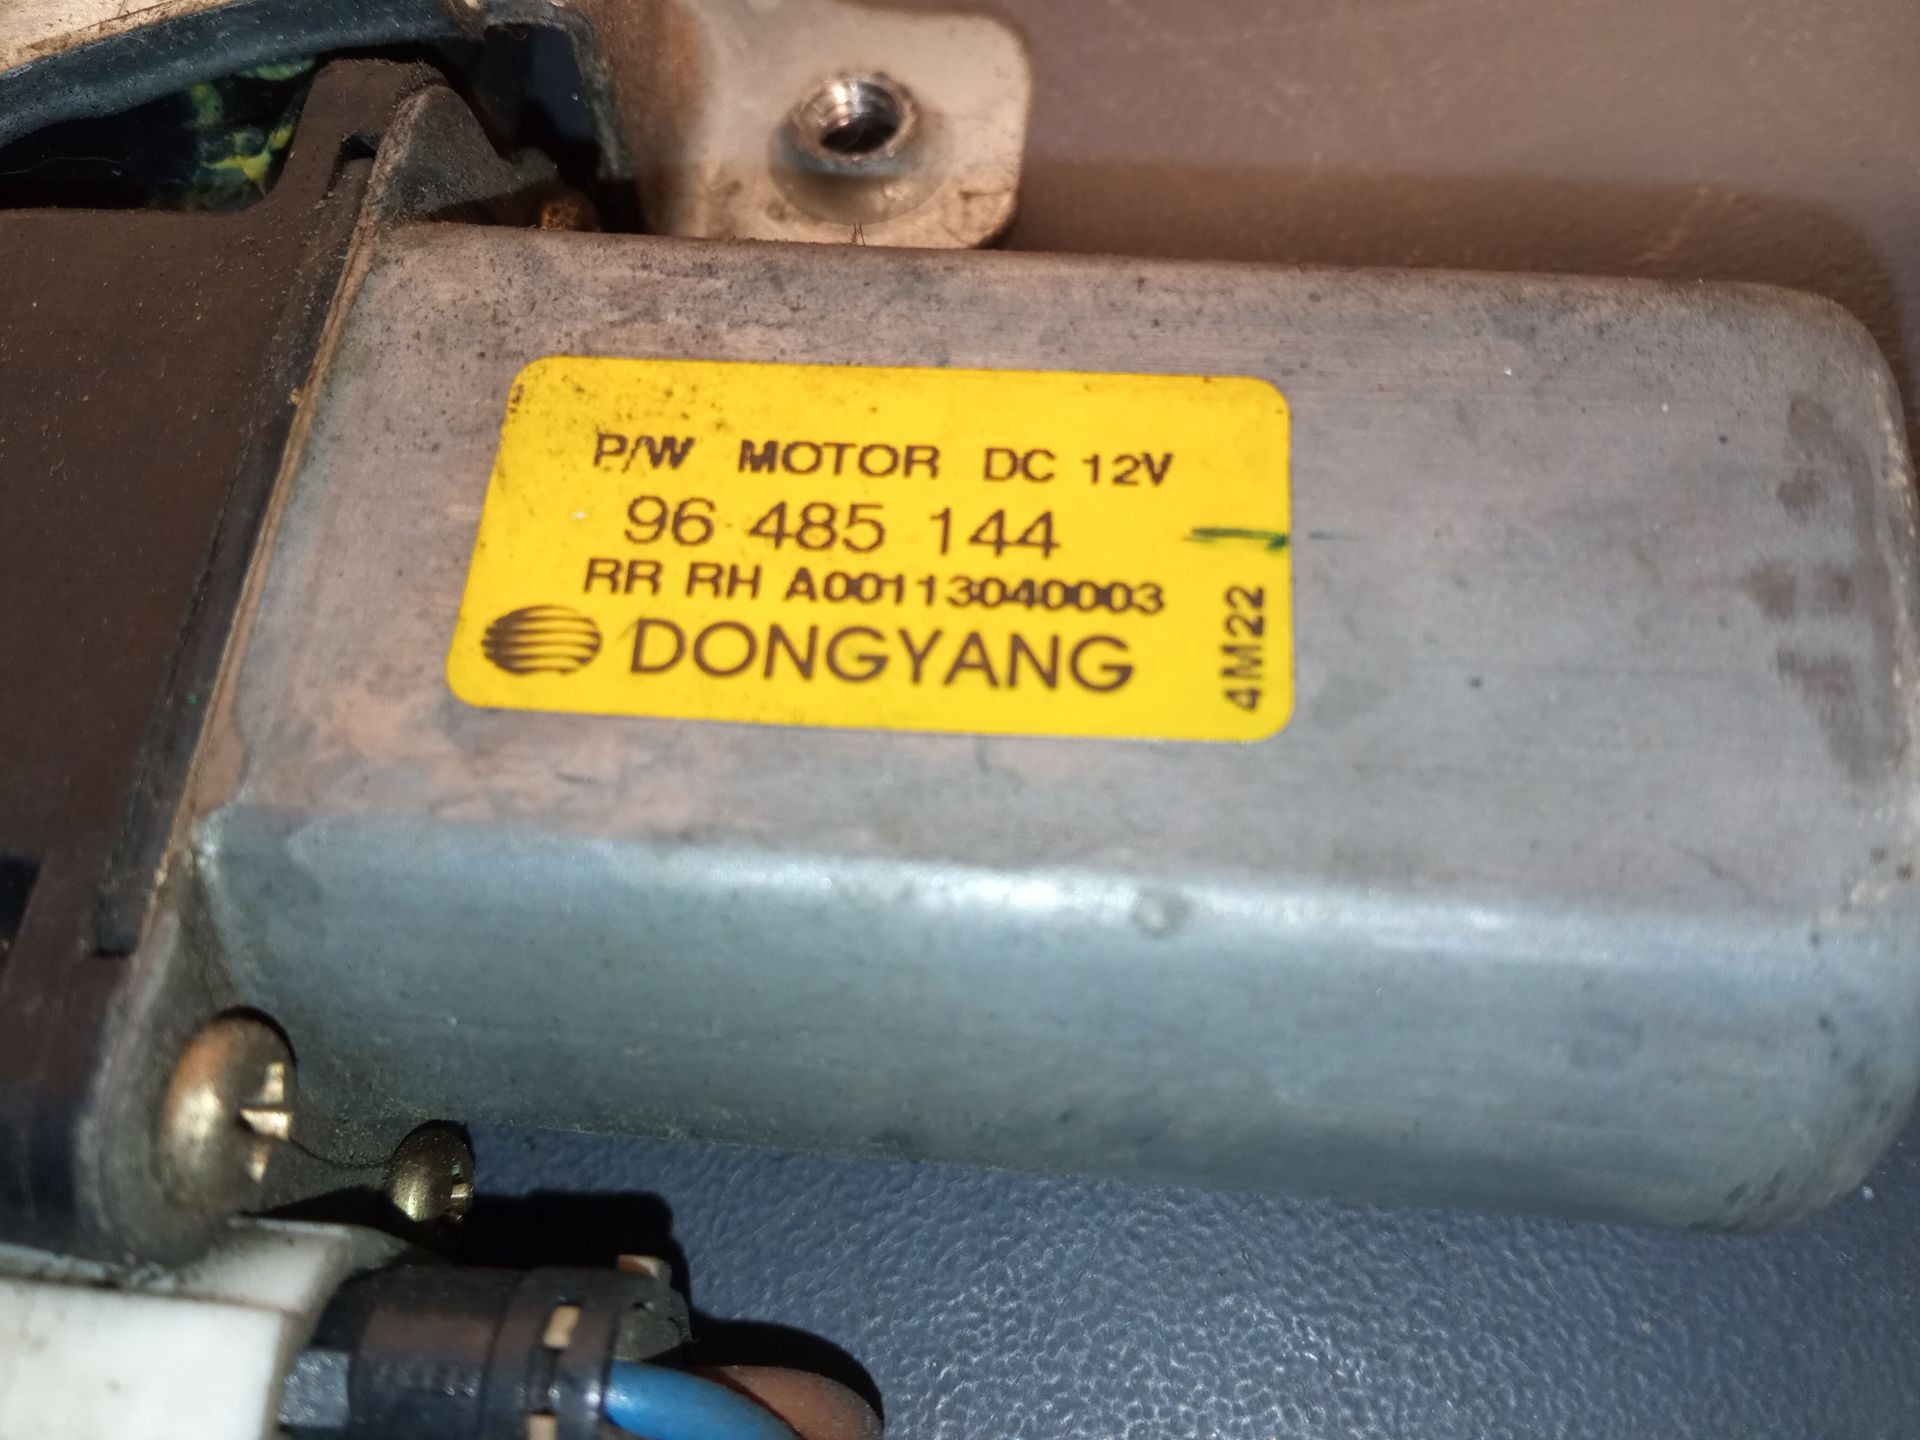 P/W MOTOR DC 12V
96 485 144
RR RH A00113040003
DONGYANG
4M22